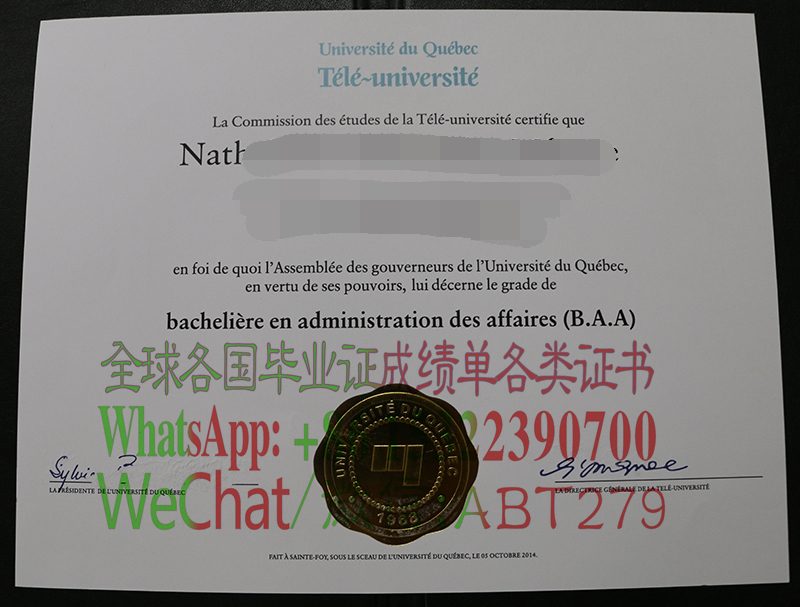 Université du Québec
Télé-université
La Commission des études de la Télé-université certifie que
en foi de quoi l'Assemblée des gouverneurs de l'Université du Québec,
en vertu de ses pouvoirs, lui décerne le grade de
bachelière en administration des affaires (B.A.A)
全球各国毕业证成绩单各类证书
WhatsApp: 22390700
UNIVERSITÉ DU QUÉBEC
1968
LA PRÉSIDENTE DE L'UNIVERSITÉ DU QUÉBEC
LA DIRECTRICE GÉNÉRALE DE LA TÉLÉ-UNIVERSITÉ
WeChat/ ABT279
FAIT À SAINTE-FOY, SOUS LE SCEAU DE L'UNIVERSITÉ DU QUÉBEC, LE 05 OCTOBRE 2014.